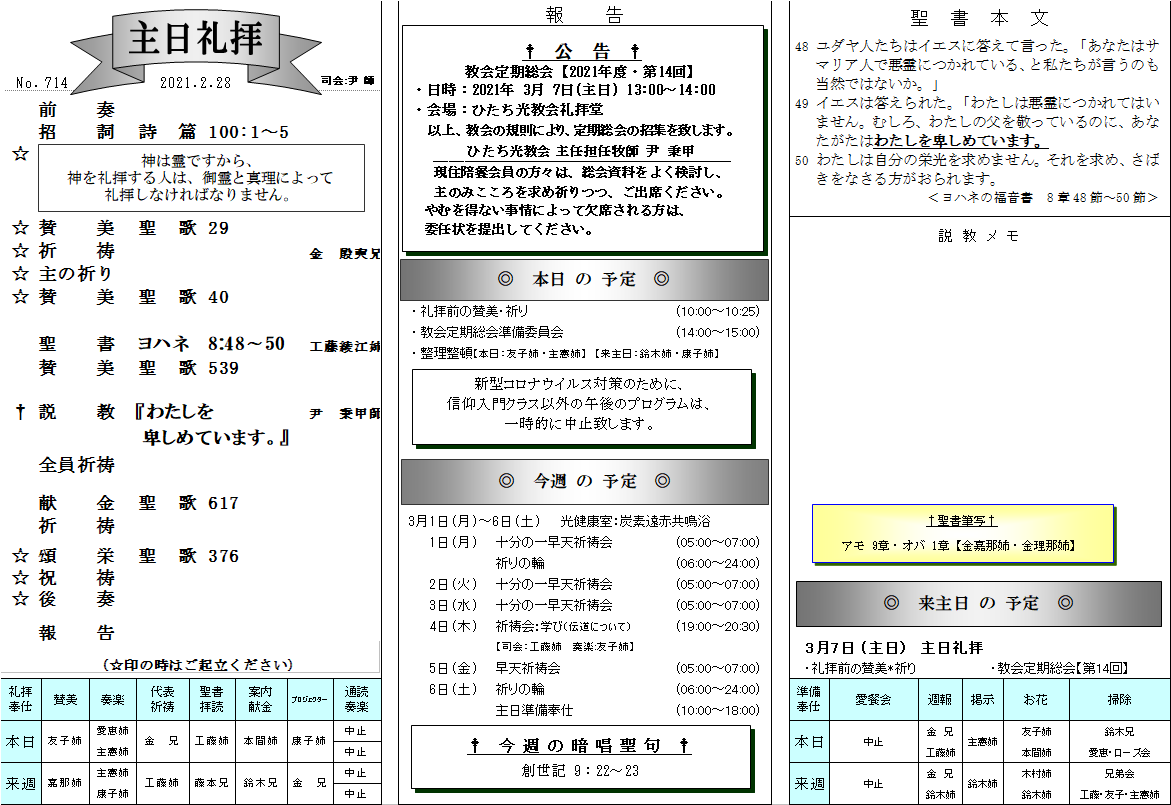 主日礼拝
No.714
2021.2.28
司会:尹 師
前　奏
招　詞 詩 篇 100:1～5
☆
神は霊ですから、
神を礼拝する人は、御霊と真理によって
礼拝しなければなりません。
☆ 賛　美 聖 歌 29
☆ 祈　祷
☆ 主の祈り
☆ 賛　美 聖 歌 40
聖　書 ヨハネ 8:48～50 工藤綾江姉
賛　美 聖 歌 539
✝ 説　教 『わたしを 尹 秉甲師
卑しめています。』
全員祈祷
献　金 聖 歌 617
祈　祷
☆ 頌　栄 聖 歌 376
☆ 祝　祷
☆ 後　奏
報　告
(☆印の時はご起立ください)
礼拝奉仕 賛美 奏楽 代表祈祷 聖書拝読 案内献金 プロジェクター 通読奏楽
本日 友子姉 愛恵姉 主恵姉 金 兄 工藤姉 本間姉 康子姉 中止 中止
来週 嘉那姉 主恵姉 康子姉 工藤姉 藤本兄 鈴木兄 金 兄 中止 中止
報　告
✝ 公 告 ✝
教会定期総会 【2021年度・第14回】
・日時：2021年 3月 7日(主日) 13:00～14:00
・会場：ひたち光教会礼拝堂
以上、教会の規則により、定期総会の招集を致します。
ひたち光教会 主任担任牧師 尹 秉甲
現住陪餐会員の方々は、総会資料をよく検討し、
主のみこころを求め祈りつつ、ご出席ください。
やむを得ない事情によって欠席される方は、
委任状を提出してください。
◎ 本日 の 予定 ◎
・礼拝前の賛美・祈り (10:00～10:25)
・教会定期総会準備委員会 (14:00～15:00)
・整理整頓【本日:友子姉・主恵姉】【来主日:鈴木姉・康子姉】
新型コロナウイルス対策のために、
信仰入門クラス以外の午後のプログラムは、
一時的に中止致します。
◎ 今週 の 予定 ◎
3月1日(月)～6日(土) 光健康室:炭素遠赤共鳴浴
1日(月) 十分の一早天祈祷会 (05:00～07:00)
祈りの輪 (06:00～24:00)
2日(火) 十分の一早天祈祷会 (05:00～07:00)
3日(水) 十分の一早天祈祷会 (05:00～07:00)
4日(木) 祈祷会:学び(伝道について) (19:00～20:30)
【司会:工藤姉 奏楽:友子姉】
5日(金) 早天祈祷会 (05:00～07:00)
6日(土) 祈りの輪 (06:00～24:00)
主日準備奉仕 (10:00～18:00)
✝ 今週の暗唱聖句 ✝
創世記 9：22～23
聖書本文
48 ユダヤ人たちはイエスに答えて言った。「あなたはサ
マリア人で悪霊につかれている、と私たちが言うのも
当然ではないか。」
49 イエスは答えられた。「わたしは悪霊につかれてはい
ません。むしろ、わたしの父を敬っているのに、あな
たがたはわたしを卑しめています。
50 わたしは自分の栄光を求めません。それを求め、さば
きをなさる方がおられます。
＜ヨハネの福音書 8章48節～50節＞
説教メモ
✝聖書筆写✝
アモ 9章・オバ 1章【金嘉那姉・金理那姉】
◎ 来主日 の 予定 ◎
3月7日(主日) 主日礼拝
・礼拝前の賛美*祈り ・教会定期総会【第14回】
準備奉仕 愛餐会 週報 掲示 お花 掃除
本日 中止 金 兄 工藤姉 主恵姉 友子姉 本間姉 鈴木兄 愛恵・ローズ会
来週 中止 金 兄 鈴木姉 鈴木姉 木村姉 鈴木姉 兄弟会 工藤・友子・主恵姉